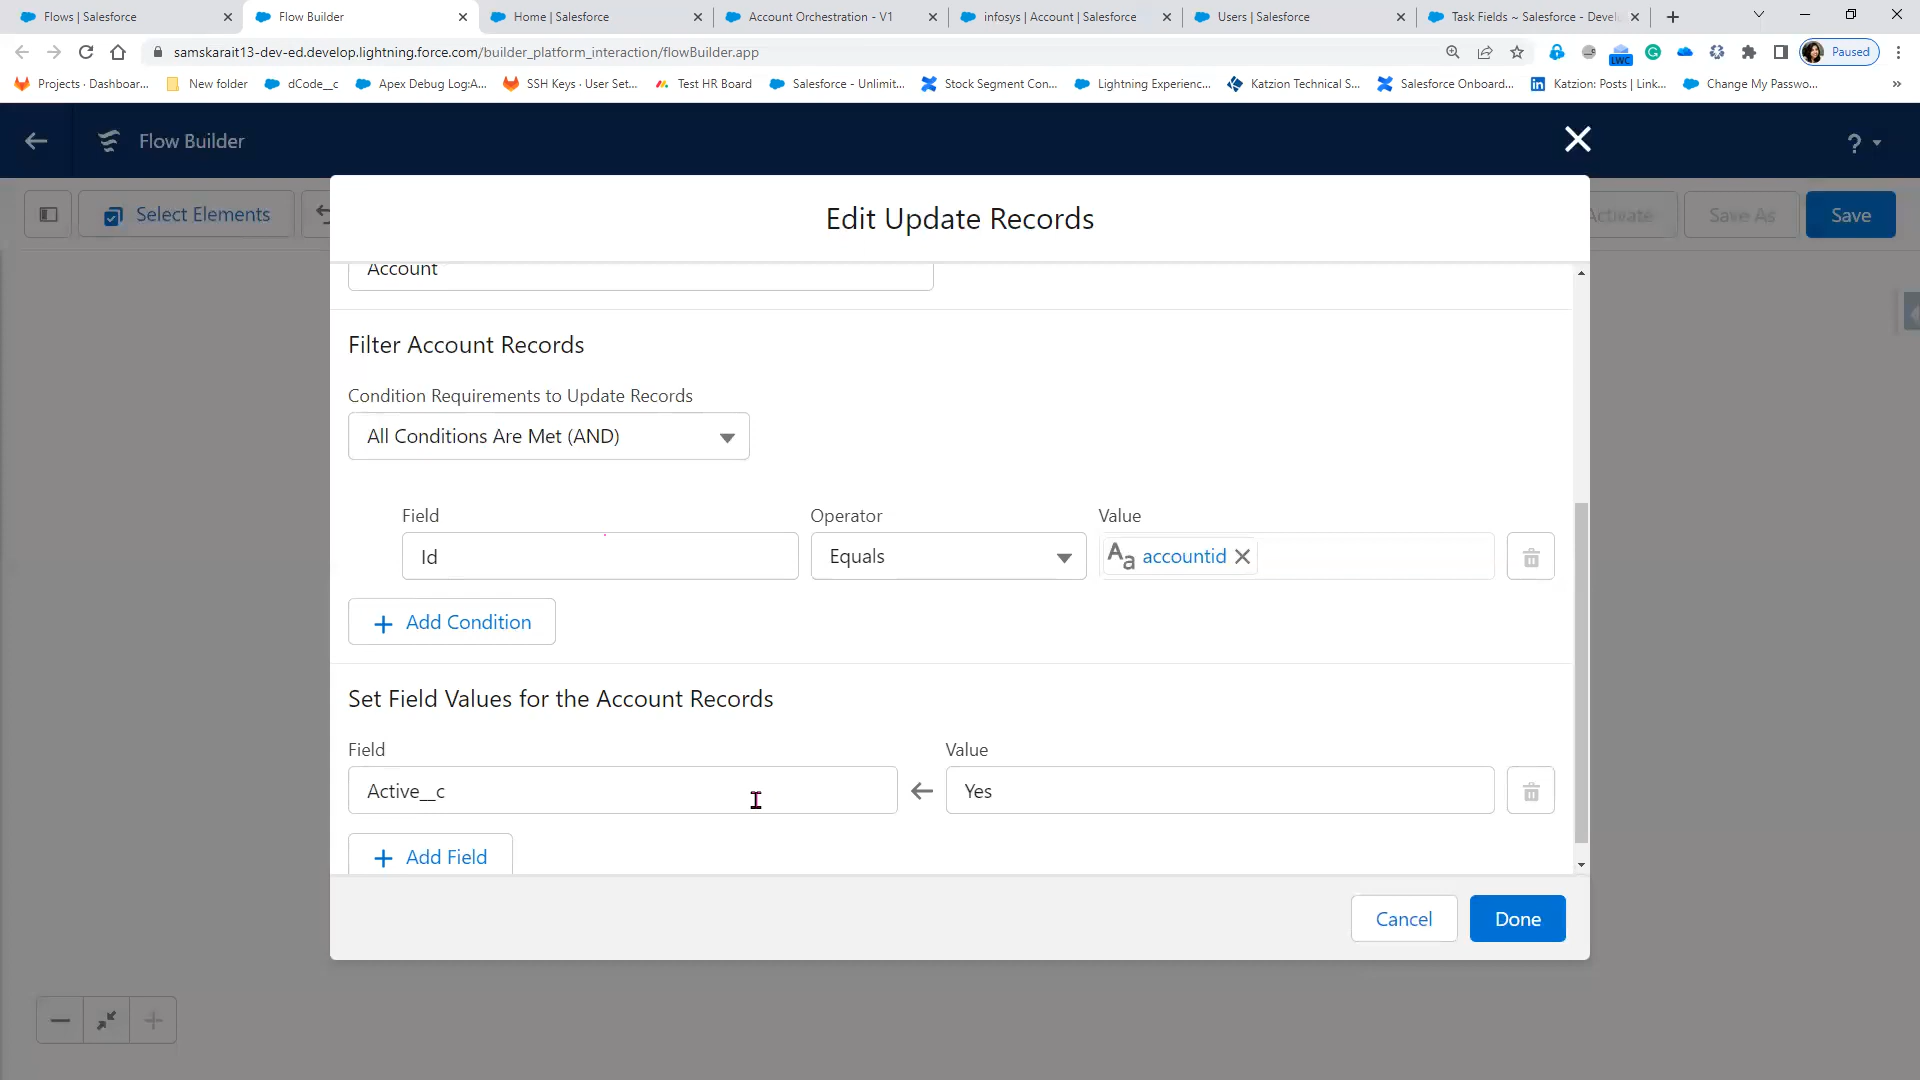 Flows | Salesforce
Flow Builder
Home | Salesforce
Account Orchestration - V1
infosys | Account | Salesforce
Users | Salesforce
Task Fields ~ Salesforce - Devel
samskarait13-dev-ed.develop.lightning.force.com/builder_platform_interaction/flowBuilder.app
LWC
Paused
Projects · Dashboar...
New folder
dCode__c
Apex Debug Log:A...
SSH Keys · User Set...
Test HR Board
Salesforce - Unlimit...
Stock Segment Con...
Lightning Experienc...
Katzion Technical S...
Salesforce Onboard...
Katzion: Posts | Link...
Change My Passwo...
Flow Builder
?
Select Elements
Activate
Save As
Save
Edit Update Records
Account
Filter Account Records
Condition Requirements to Update Records
All Conditions Are Met (AND)
Field
Operator
Value
Id
Equals
Aa accountid
Add Condition
Set Field Values for the Account Records
Field
Value
Active__c
Yes
Add Field
Cancel
Done